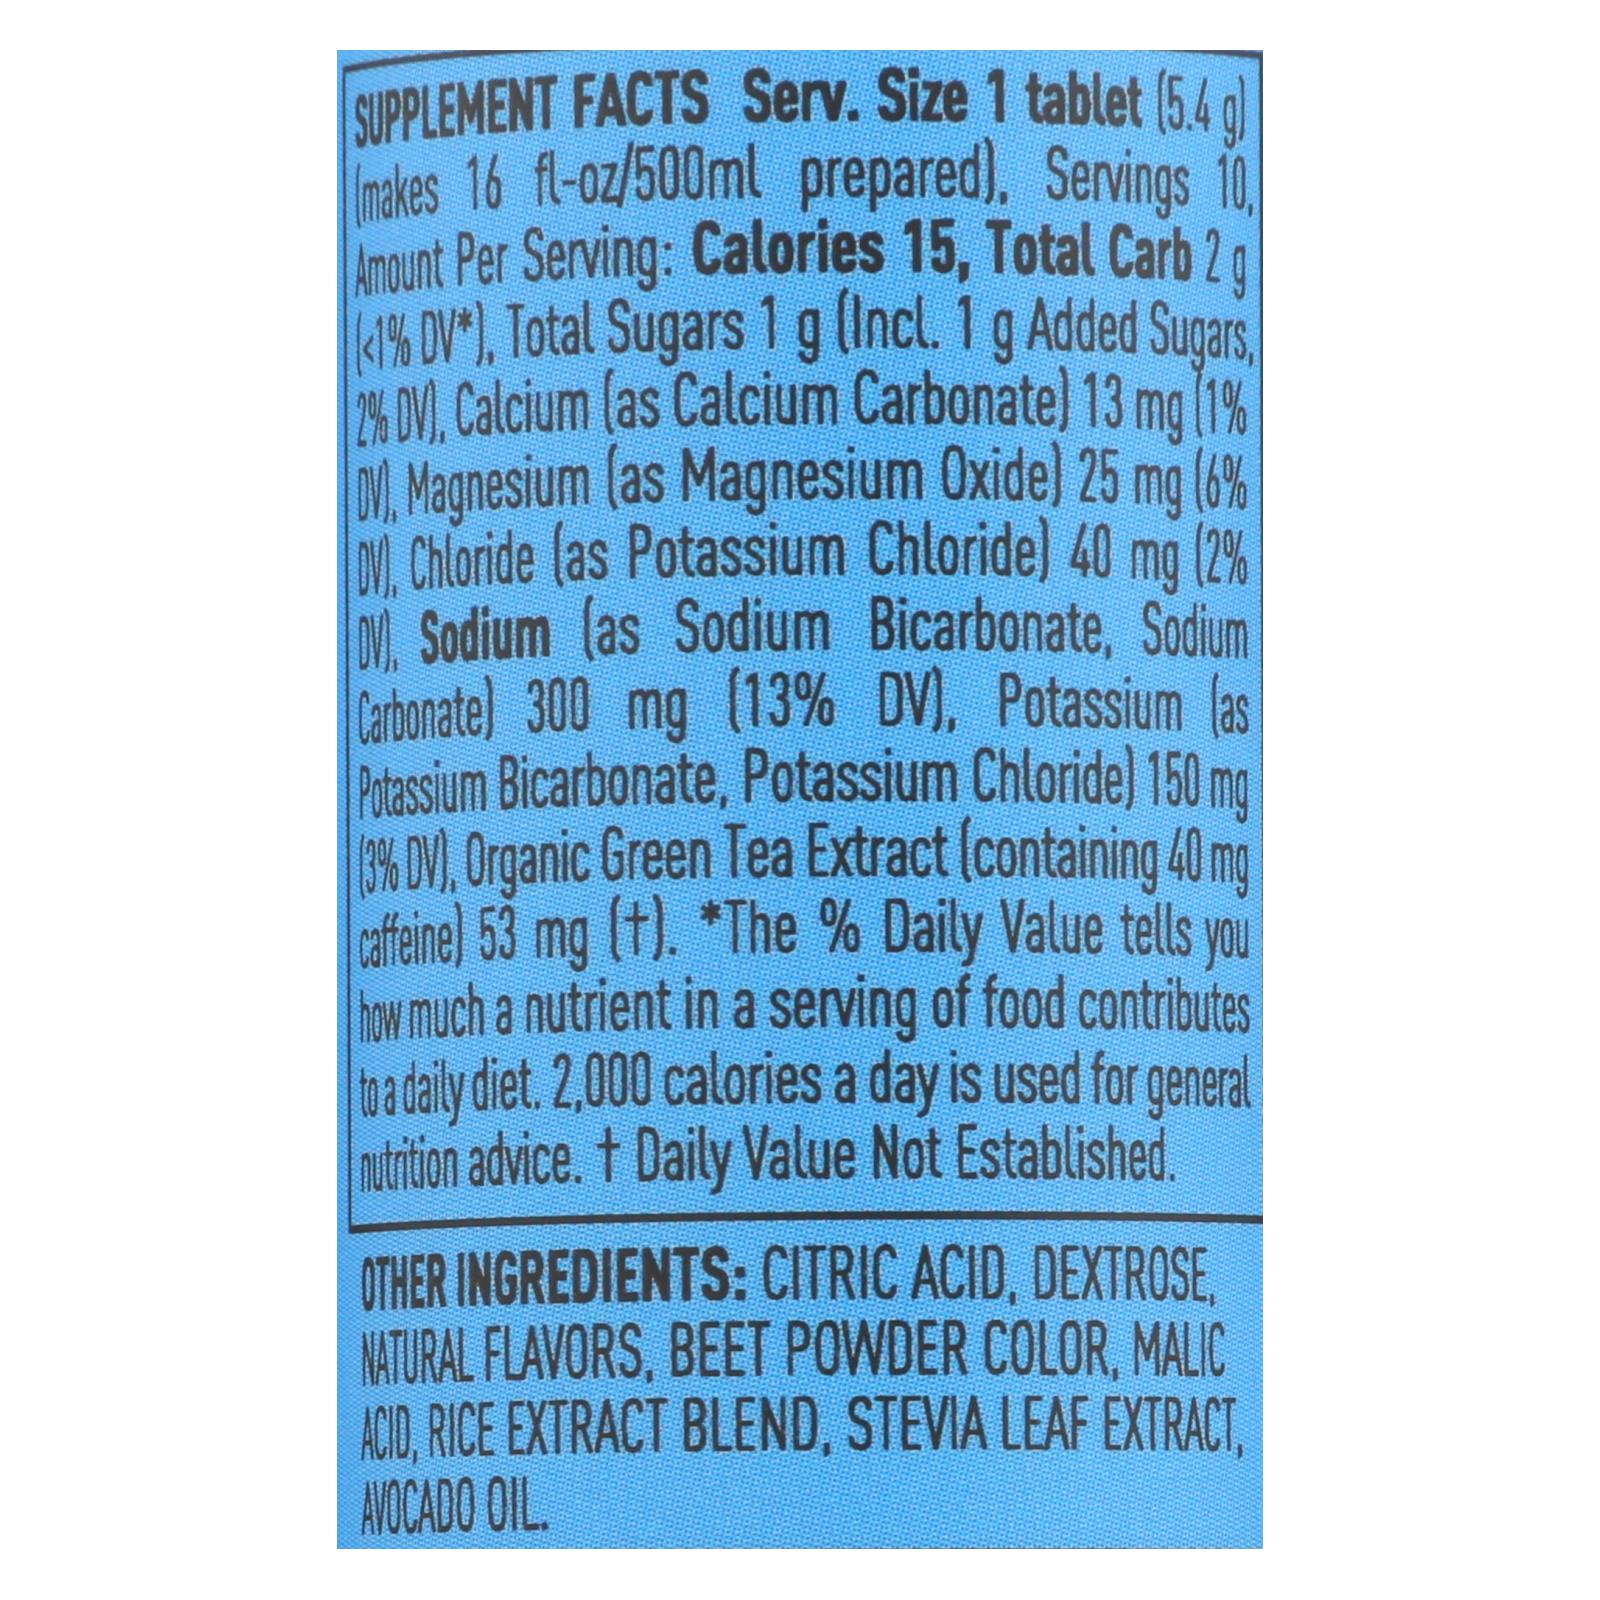 SUPPLEMENT FACTS Serv. Size 1 tablet (5.4 g)
(makes 16 fl-oz/500ml prepared), Servings 10,
Amount Per Serving: Calories 15, Total Carb 2 g
(<1% DV*), Total Sugars 1 g (Incl. 1 g Added Sugars,
2% DV), Calcium (as Calcium Carbonate) 13 mg (1%
DV), Magnesium (as Magnesium Oxide) 25 mg (6%
DV), Chloride (as Potassium Chloride) 40 mg (2%
DV), Sodium (as Sodium Bicarbonate, Sodium
Carbonate) 300 mg (13% DV), Potassium (as
Potassium Bicarbonate, Potassium Chloride) 150 mg
(3% DV), Organic Green Tea Extract (containing 40 mg
caffeine) 53 mg (†). *The % Daily Value tells you
how much a nutrient in a serving of food contributes
to a daily diet. 2,000 calories a day is used for general
nutrition advice. † Daily Value Not Established.
OTHER INGREDIENTS: CITRIC ACID, DEXTROSE,
NATURAL FLAVORS, BEET POWDER COLOR, MALIC
ACID, RICE EXTRACT BLEND, STEVIA LEAF EXTRACT,
AVOCADO OIL.